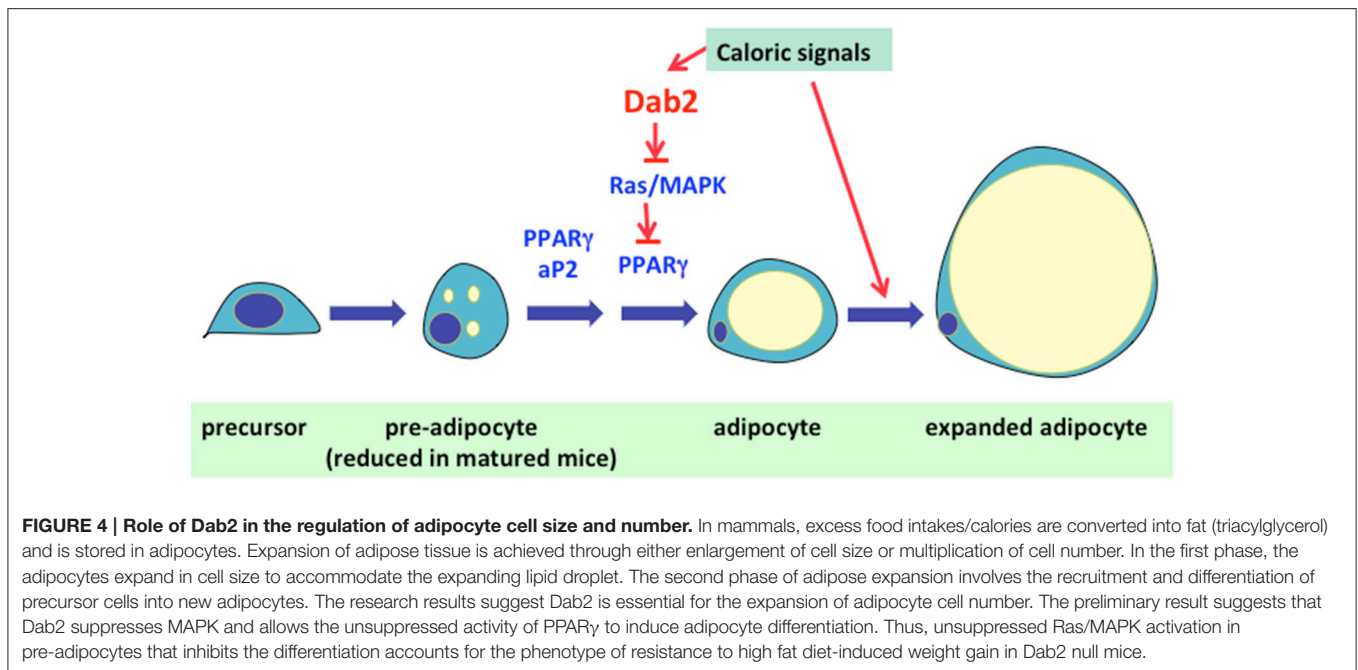 Caloric signals
Dab2
Ras/MAPK
PPARγ
aP2
PPARγ
precursor
pre-adipocyte
(reduced in matured mice)
adipocyte
expanded adipocyte
FIGURE 4 | Role of Dab2 in the regulation of adipocyte cell size and number. In mammals, excess food intakes/calories are converted into fat (triacylglycerol)
and is stored in adipocytes. Expansion of adipose tissue is achieved through either enlargement of cell size or multiplication of cell number. In the first phase, the
adipocytes expand in cell size to accommodate the expanding lipid droplet. The second phase of adipose expansion involves the recruitment and differentiation of
precursor cells into new adipocytes. The research results suggest Dab2 is essential for the expansion of adipocyte cell number. The preliminary result suggests that
Dab2 suppresses MAPK and allows the unsuppressed activity of PPARγ to induce adipocyte differentiation. Thus, unsuppressed Ras/MAPK activation in
pre-adipocytes that inhibits the differentiation accounts for the phenotype of resistance to high fat diet-induced weight gain in Dab2 null mice.